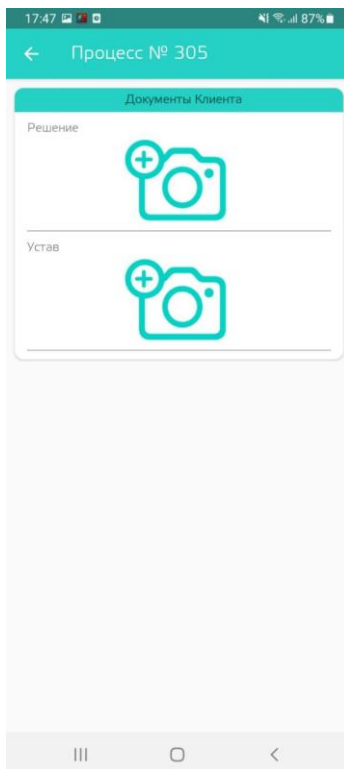 17:47 87%
Процесс № 305
Документы Клиента
Решение
Устав